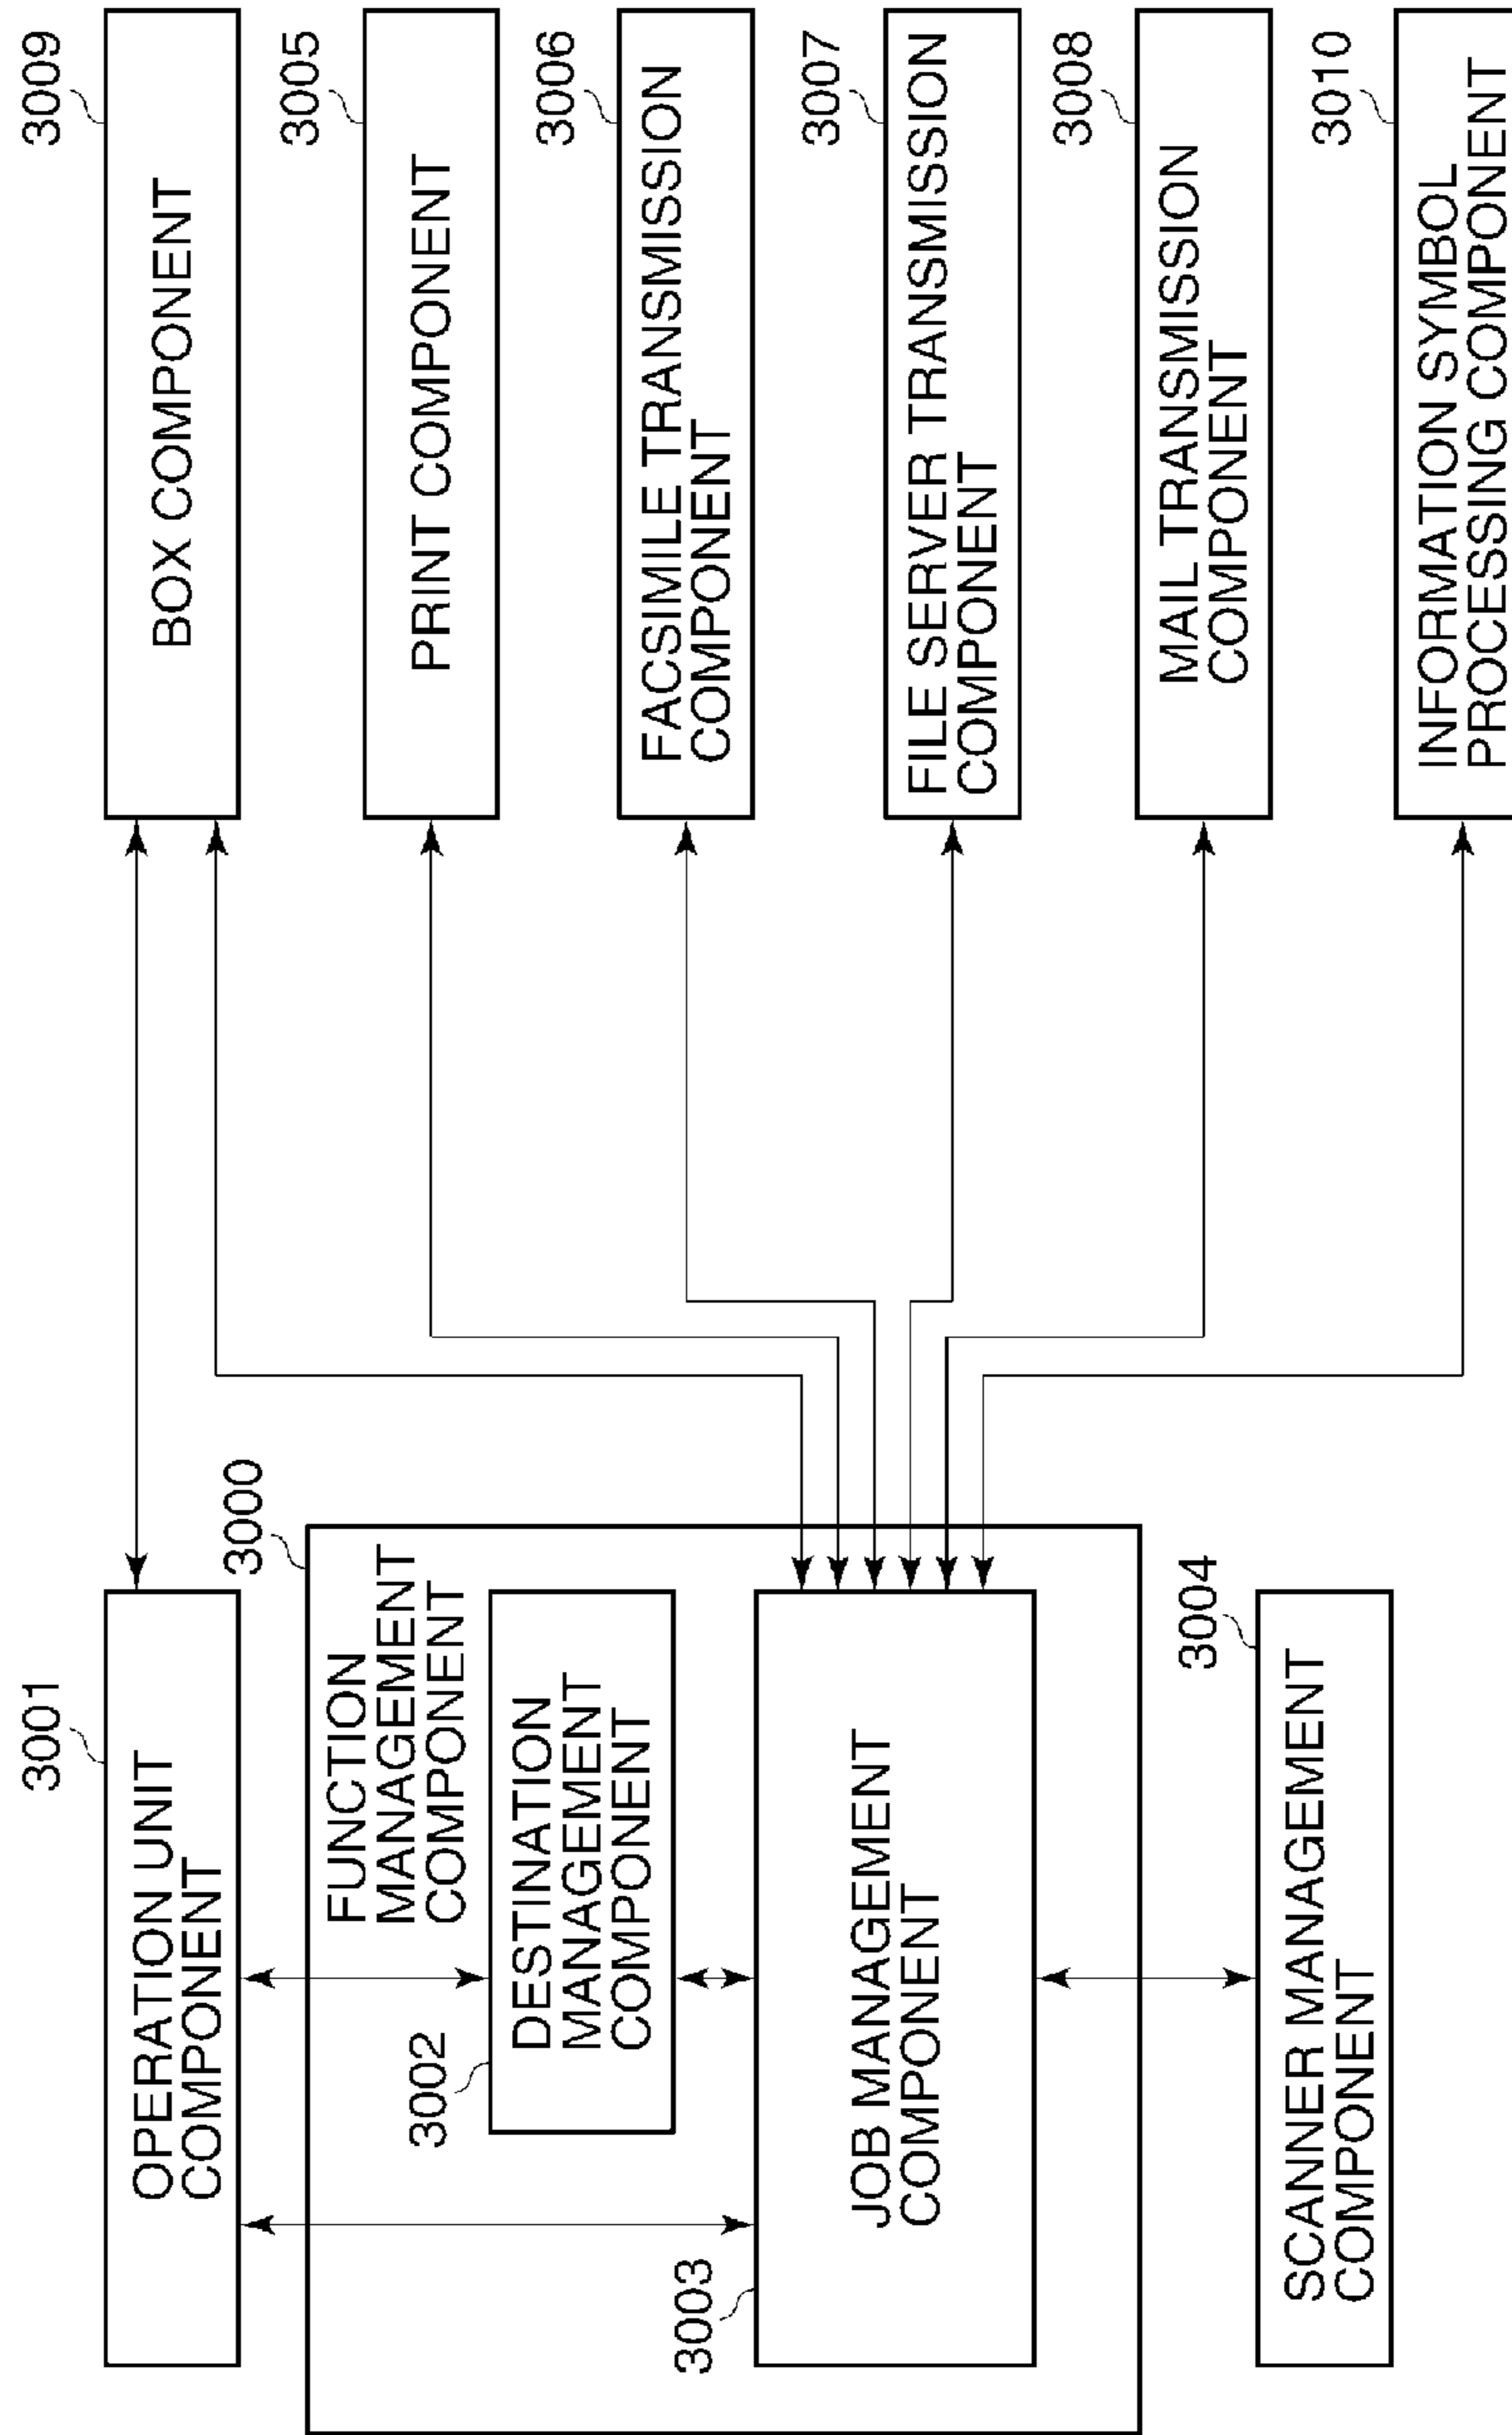 3001
OPERATION UNIT
COMPONENT
3000
FUNCTION
MANAGEMENT
COMPONENT
3002
DESTINATION
MANAGEMENT
COMPONENT
3003
JOB MANAGEMENT
COMPONENT
3004
SCANNER MANAGEMENT
COMPONENT
3009
BOX COMPONENT
3005
PRINT COMPONENT
3006
FACSIMILE TRANSMISSION
COMPONENT
3007
FILE SERVER TRANSMISSION
COMPONENT
3008
MAIL TRANSMISSION
COMPONENT
3010
INFORMATION SYMBOL
PROCESSING COMPONENT